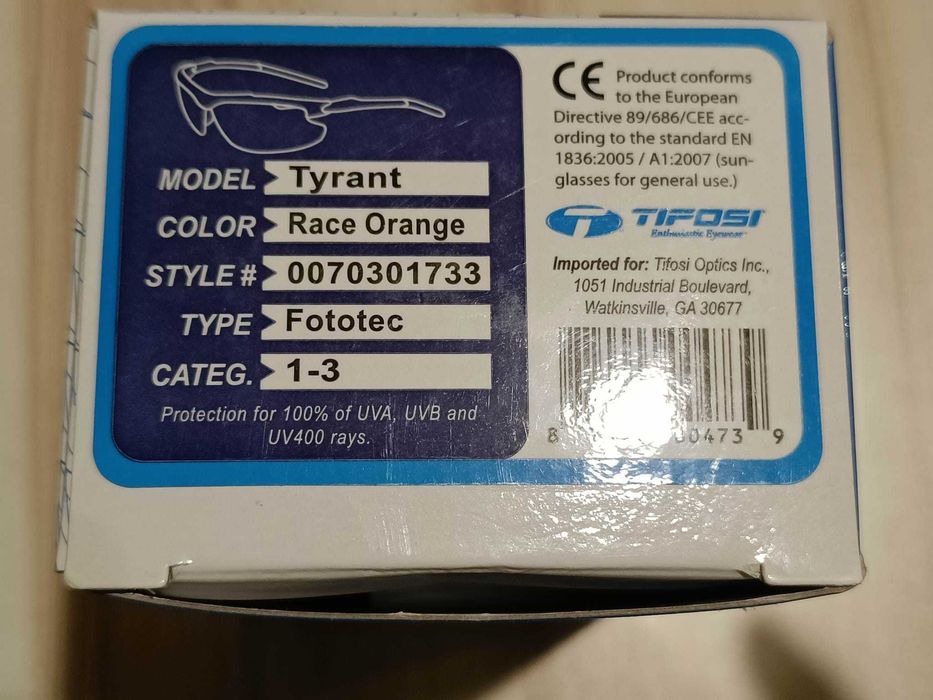 MODEL Tyrant
COLOR Race Orange
STYLE # 0070301733
TYPE Fototec
CATEG. 1-3
Protection for 100% of UVA, UVB and
UV400 rays.
CE Product conforms
to the European
Directive 89/686/CEE acc-
ording to the standard EN
1836:2005 / A1:2007 (sun-
glasses for general use.)
TIFOSI
Enthusiastic Eyewear
Imported for: Tifosi Optics Inc.,
1051 Industrial Boulevard,
Watkinsville, GA 30677
8 00473 9